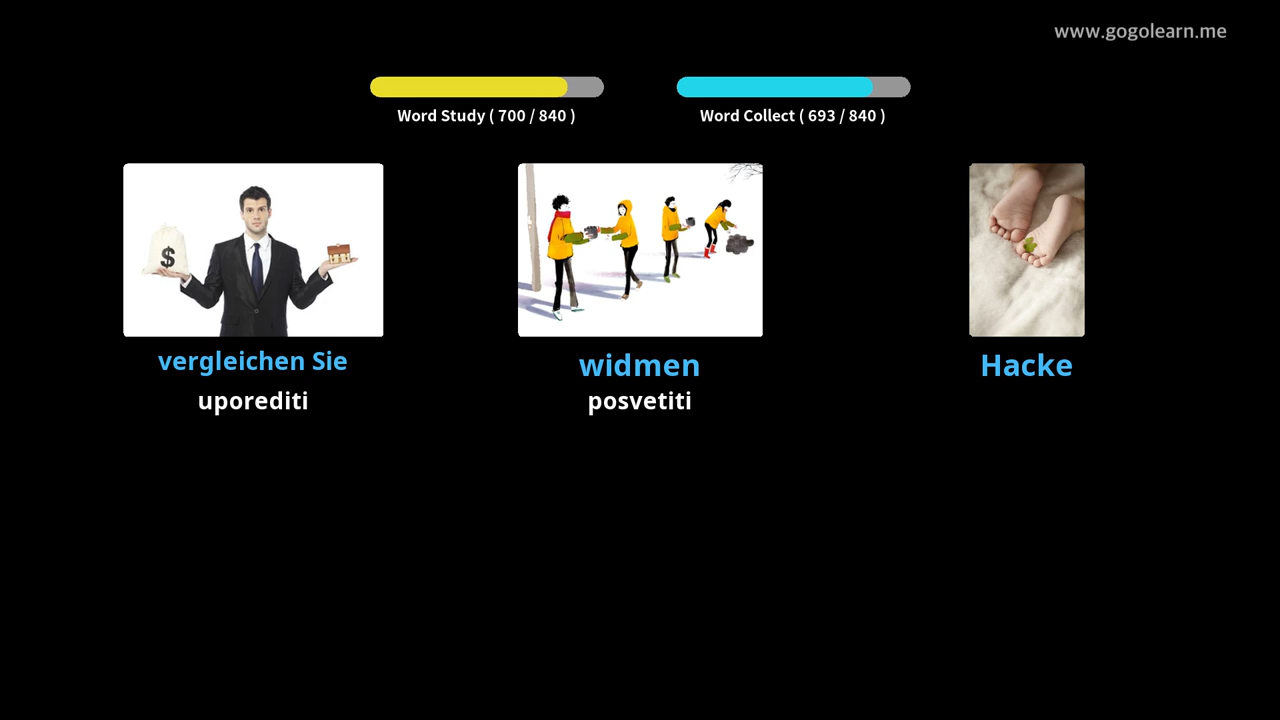 www.gogolearn.me
Word Study ( 700 / 840 )
Word Collect ( 693 / 840 )
$
vergleichen Sie
uporediti
widmen
posvetiti
Hacke